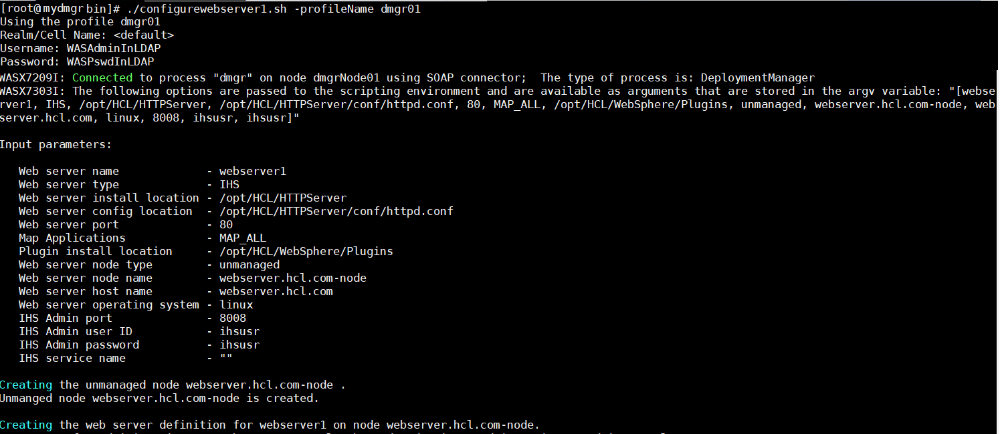 [root@mydmgr bin]# ./configurewebserver1.sh -profileName dmgr01
Using the profile dmgr01
Realm/Cell Name: <default>
Username: WASAdminInLDAP
Password: WASPswdInLDAP
WASX7209I: Connected to process "dmgr" on node dmgrNode01 using SOAP connector;  The type of process is: DeploymentManager
WASX7303I: The following options are passed to the scripting environment and are available as arguments that are stored in the argv variable: "[webse
rver1, IHS, /opt/HCL/HTTPServer, /opt/HCL/HTTPServer/conf/httpd.conf, 80, MAP_ALL, /opt/HCL/WebSphere/Plugins, unmanaged, webserver.hcl.com-node, web
server.hcl.com, linux, 8008, ihsusr, ihsusr]"
Input parameters:
Web server name - webserver1
Web server type - IHS
Web server install location - /opt/HCL/HTTPServer
Web server config location - /opt/HCL/HTTPServer/conf/httpd.conf
Web server port - 80
Map Applications - MAP_ALL
Plugin install location - /opt/HCL/WebSphere/Plugins
Web server node type - unmanaged
Web server node name - webserver.hcl.com-node
Web server host name - webserver.hcl.com
Web server operating system - linux
IHS Admin port - 8008
IHS Admin user ID - ihsusr
IHS Admin password - ihsusr
IHS service name - ""
Creating the unmanaged node webserver.hcl.com-node .
Unmanged node webserver.hcl.com-node is created.
Creating the web server definition for webserver1 on node webserver.hcl.com-node.